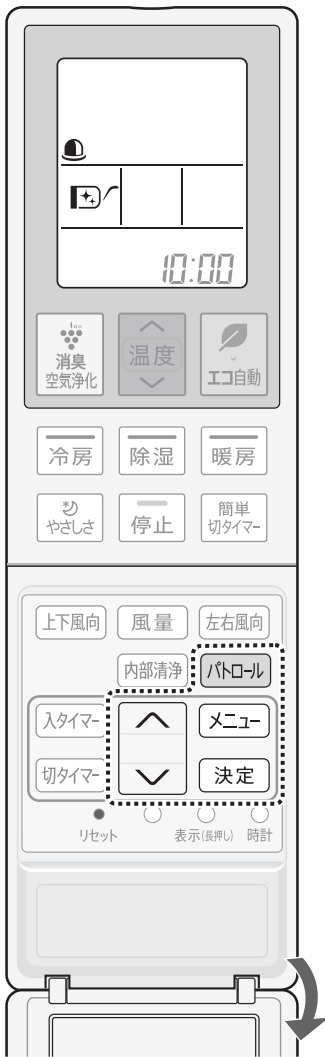 10:00
Ion
消臭
空気浄化
温度
エコ自動
冷房
除湿
暖房
やさしさ
停止
簡単
切タイマー
上下風向
風量
左右風向
内部清浄
パトロール
入タイマー
メニュー
切タイマー
決定
リセット
表示(長押し)
時計